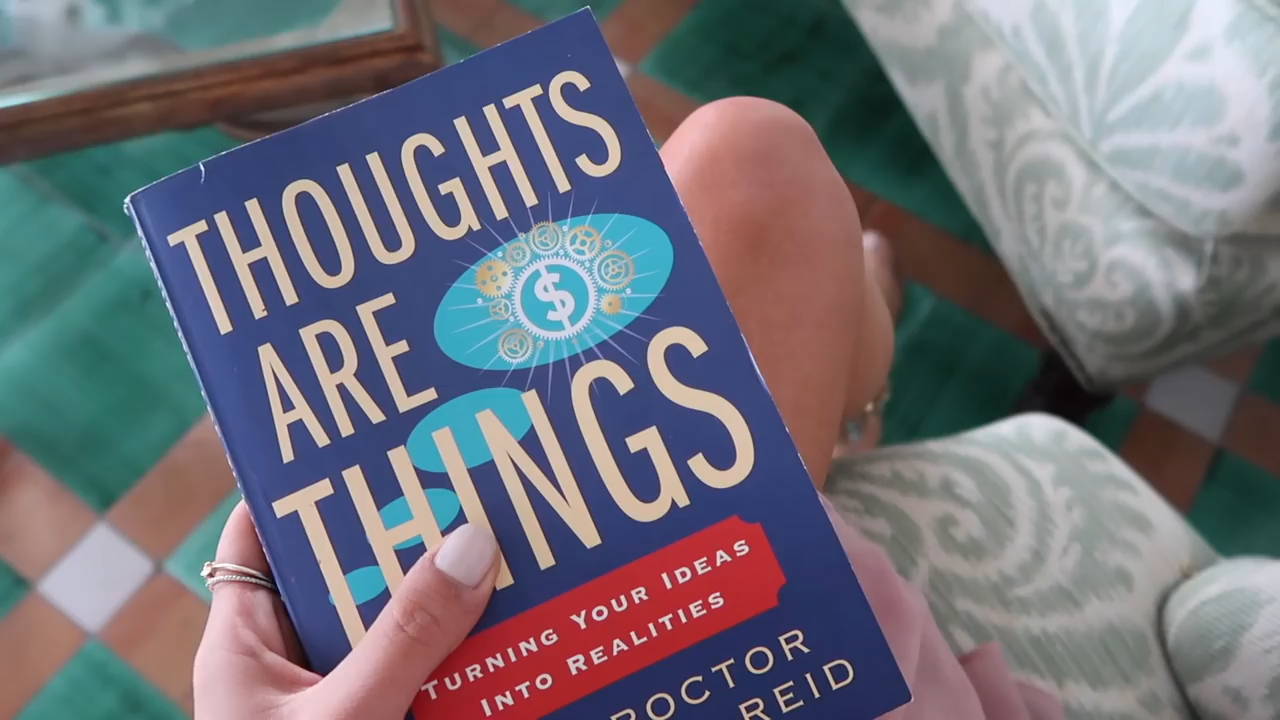 THOUGHTS
ARE
$
THINGS
TURNING YOUR IDEAS
INTO REALITIES
PROCTOR
REID